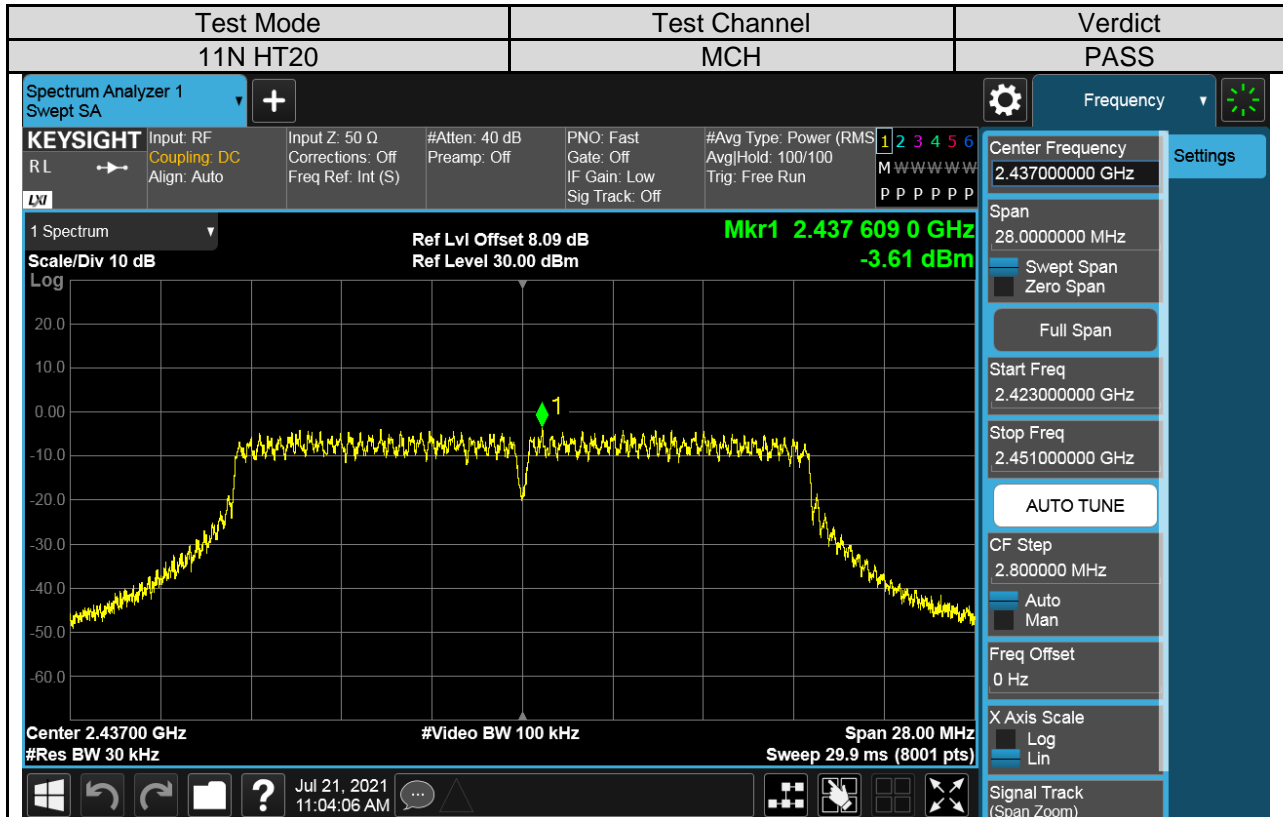 Test Mode Test Channel Verdict
11N HT20 MCH PASS
Spectrum Analyzer 1
Swept SA
+
Frequency
KEYSIGHT
R L
LXI
Input: RF
Coupling: DC
Align: Auto
Input Z: 50 Ω
Corrections: Off
Freq Ref: Int (S)
#Atten: 40 dB
Preamp: Off
PNO: Fast
Gate: Off
IF Gain: Low
Sig Track: Off
#Avg Type: Power (RMS
Avg|Hold: 100/100
Trig: Free Run
1 2 3 4 5 6
M W W W W W
P P P P P P
1 Spectrum
Scale/Div 10 dB
Log
Ref Lvl Offset 8.09 dB
Ref Level 30.00 dBm
Mkr1 2.437 609 0 GHz
-3.61 dBm
20.0
10.0
0.00
-10.0
-20.0
-30.0
-40.0
-50.0
-60.0
1
Center 2.43700 GHz
#Res BW 30 kHz
#Video BW 100 kHz
Span 28.00 MHz
Sweep 29.9 ms (8001 pts)
Center Frequency
2.437000000 GHz
Settings
Span
28.0000000 MHz
Swept Span
Zero Span
Full Span
Start Freq
2.423000000 GHz
Stop Freq
2.451000000 GHz
AUTO TUNE
CF Step
2.800000 MHz
Auto
Man
Freq Offset
0 Hz
X Axis Scale
Log
Lin
Signal Track
(Span Zoom)
?
Jul 21, 2021
11:04:06 AM